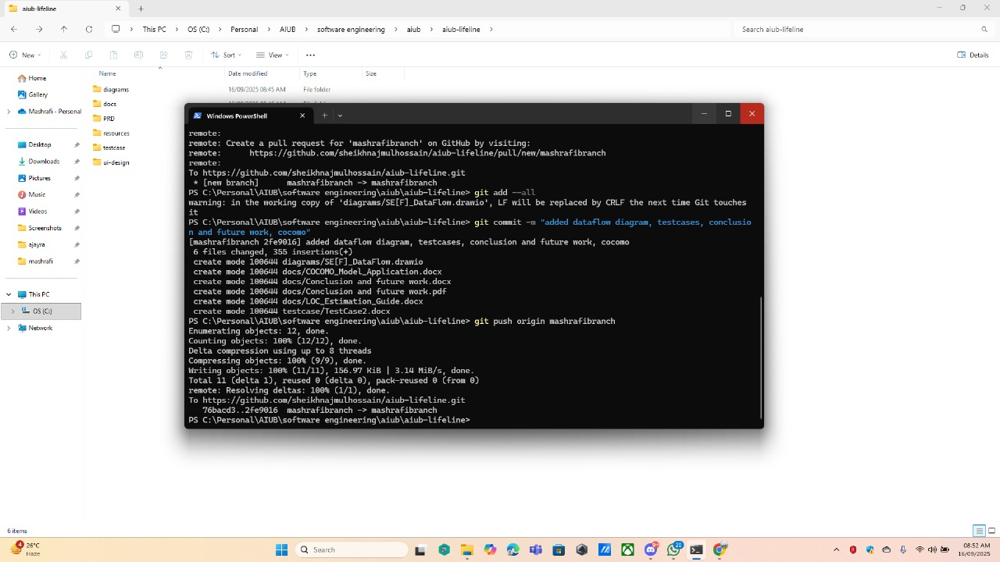 aiub-lifeline
This PC > OS (C:) > Personal > AIUB > software engineering > aiub > aiub-lifeline >
Search aiub-lifeline
New
Sort
View
Details
Name
Date modified
Type
Size
Home
Gallery
Mashrafi - Personal
Desktop
Downloads
Pictures
Music
Videos
Screenshots
ajayra
mashrafi
This PC
OS (C:)
Network
diagrams
16/09/2025 08:45 AM
File folder
docs
PRD
resources
testcase
ui-design
Windows PowerShell
remote:
remote: Create a pull request for 'mashrafibranch' on GitHub by visiting:
remote:      https://github.com/sheikhnajmulhossain/aiub-lifeline/pull/new/mashrafibranch
remote:
To https://github.com/sheikhnajmulhossain/aiub-lifeline.git
 * [new branch]      mashrafibranch -> mashrafibranch
PS C:\Personal\AIUB\software engineering\aiub\aiub-lifeline> git add --all
warning: in the working copy of 'diagrams/SE[F]_DataFlow.drawio', LF will be replaced by CRLF the next time Git touches
it
PS C:\Personal\AIUB\software engineering\aiub\aiub-lifeline> git commit -m "added dataflow diagram, testcases, conclusio
n and future work, cocomo"
[mashrafibranch 2fe9016] added dataflow diagram, testcases, conclusion and future work, cocomo
 6 files changed, 355 insertions(+)
 create mode 100644 diagrams/SE[F]_DataFlow.drawio
 create mode 100644 docs/COCOMO_Model_Application.docx
 create mode 100644 docs/Conclusion and future work.docx
 create mode 100644 docs/Conclusion and future work.pdf
 create mode 100644 docs/LOC_Estimation_Guide.docx
 create mode 100644 testcase/TestCase2.docx
PS C:\Personal\AIUB\software engineering\aiub\aiub-lifeline> git push origin mashrafibranch
Enumerating objects: 12, done.
Counting objects: 100% (12/12), done.
Delta compression using up to 8 threads
Compressing objects: 100% (9/9), done.
Writing objects: 100% (11/11), 156.97 KiB | 3.14 MiB/s, done.
Total 11 (delta 1), reused 0 (delta 0), pack-reused 0 (from 0)
remote: Resolving deltas: 100% (1/1), done.
To https://github.com/sheikhnajmulhossain/aiub-lifeline.git
   76bacd3..2fe9016  mashrafibranch -> mashrafibranch
PS C:\Personal\AIUB\software engineering\aiub\aiub-lifeline>
6 items
4
26°C
Haze
Search
9+
20
08:52 AM
16/09/2025